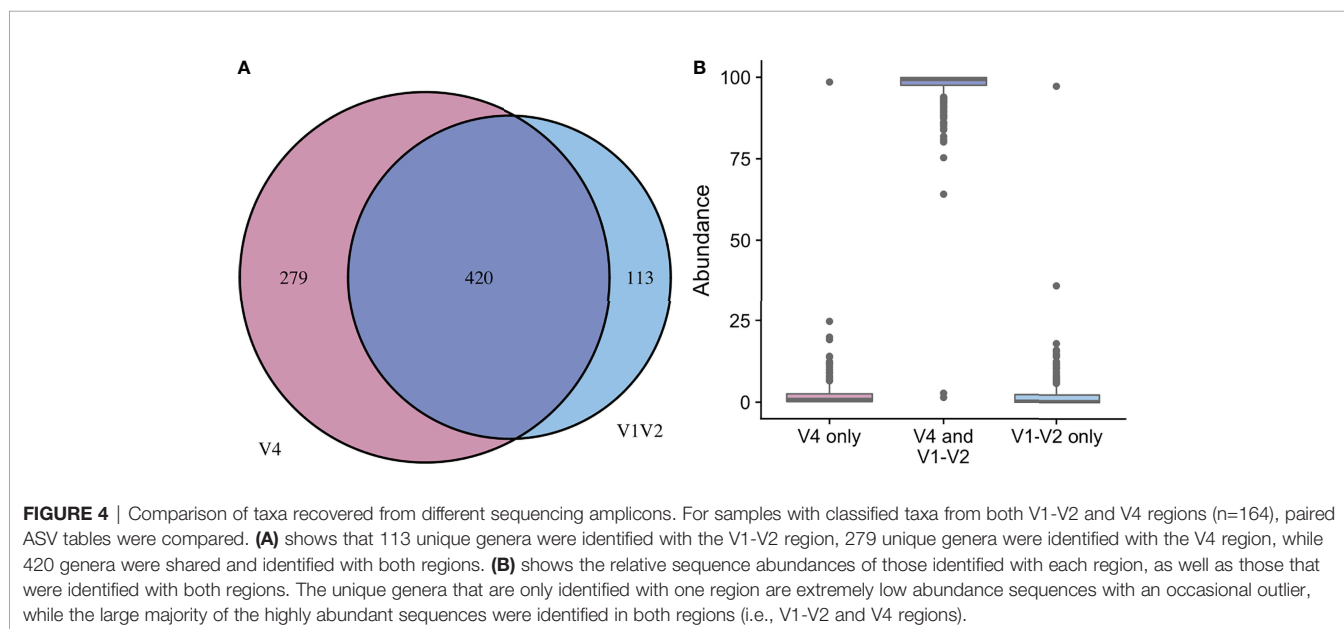 A
279
420
113
V4
V1V2
B
Abundance
100
75
50
25
0
V4 only
V4 and
V1-V2
V1-V2 only
FIGURE 4 | Comparison of taxa recovered from different sequencing amplicons. For samples with classified taxa from both V1-V2 and V4 regions (n=164), paired
ASV tables were compared. (A) shows that 113 unique genera were identified with the V1-V2 region, 279 unique genera were identified with the V4 region, while
420 genera were shared and identified with both regions. (B) shows the relative sequence abundances of those identified with each region, as well as those that
were identified with both regions. The unique genera that are only identified with one region are extremely low abundance sequences with an occasional outlier,
while the large majority of the highly abundant sequences were identified in both regions (i.e., V1-V2 and V4 regions).